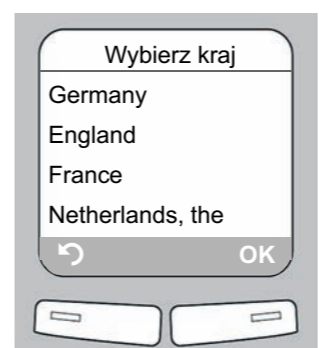 Wybierz kraj
Germany
England
France
Netherlands, the
OK